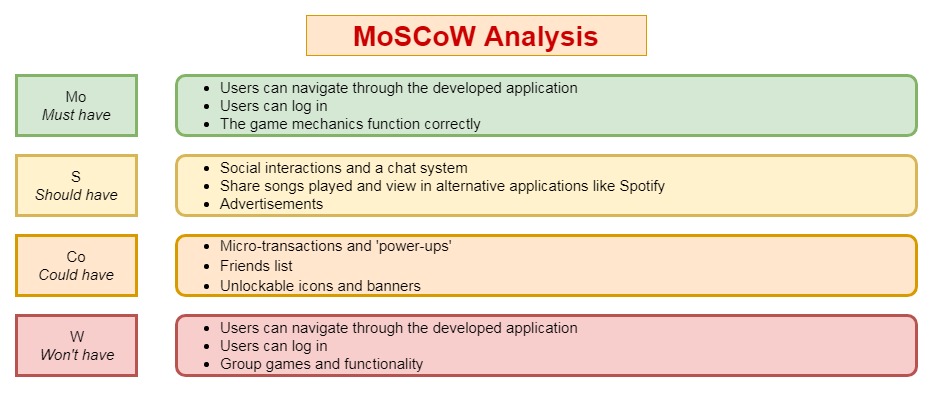 MoSCoW Analysis
Mo
Must have
• Users can navigate through the developed application
• Users can log in
• The game mechanics function correctly
S
Should have
• Social interactions and a chat system
• Share songs played and view in alternative applications like Spotify
• Advertisements
Co
Could have
• Micro-transactions and 'power-ups'
• Friends list
• Unlockable icons and banners
W
Won't have
• Users can navigate through the developed application
• Users can log in
• Group games and functionality